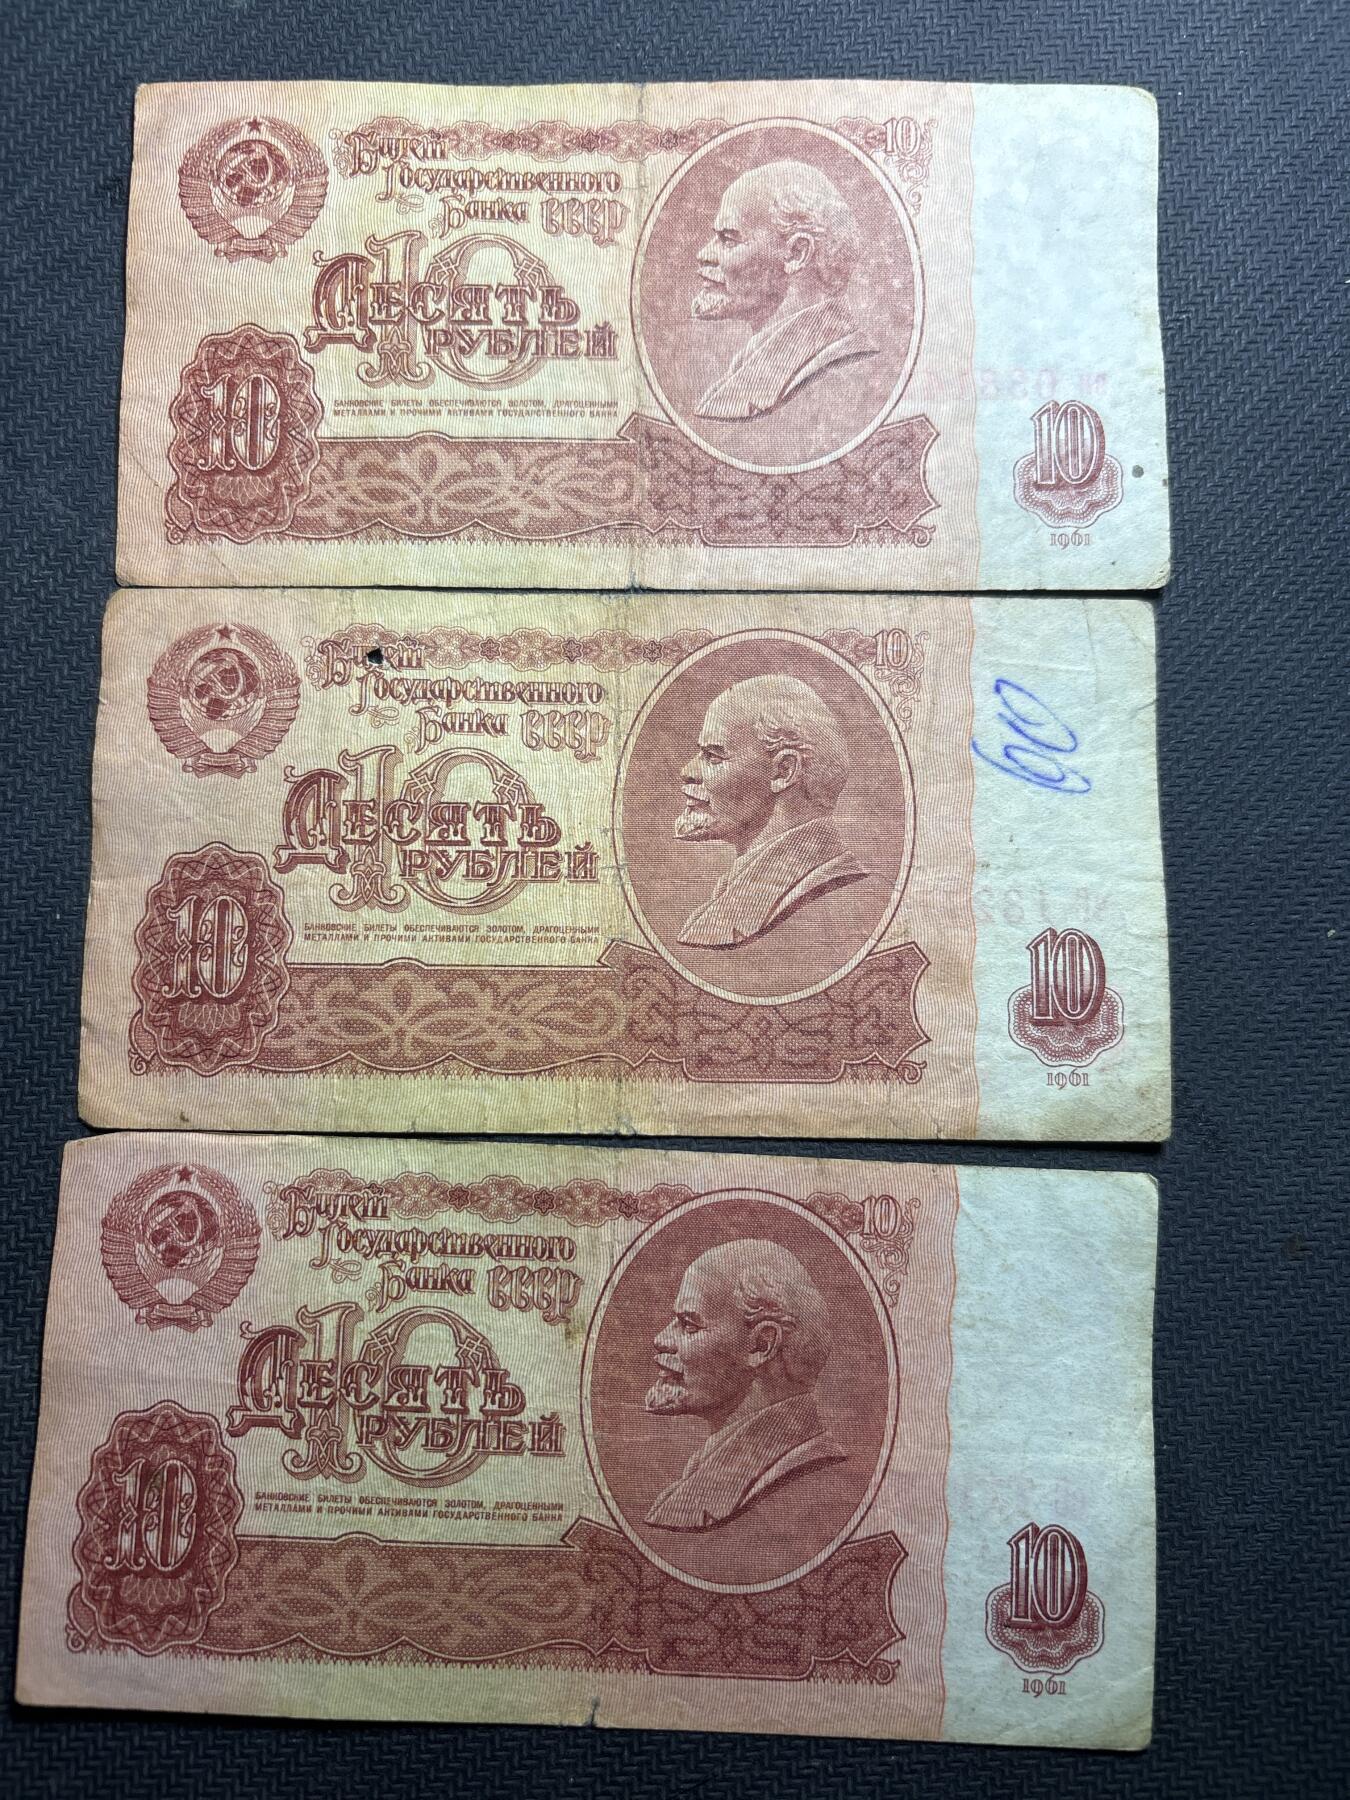 Билет
Государственного
Банка СССР
10
10
Десять
рублей
БАНКОВСКИЕ БИЛЕТЫ ОБЕСПЕЧИВАЮТСЯ ЗОЛОТОМ, ДРАГОЦЕННЫМИ
МЕТАЛЛАМИ И ПРОЧИМИ АКТИВАМИ ГОСУДАРСТВЕННОГО БАНКА
10
10
1961
Билет
Государственного
Банка СССР
10
10
Десять
рублей
БАНКОВСКИЕ БИЛЕТЫ ОБЕСПЕЧИВАЮТСЯ ЗОЛОТОМ, ДРАГОЦЕННЫМИ
МЕТАЛЛАМИ И ПРОЧИМИ АКТИВАМИ ГОСУДАРСТВЕННОГО БАНКА
10
10
1961
Билет
Государственного
Банка СССР
10
10
Десять
рублей
БАНКОВСКИЕ БИЛЕТЫ ОБЕСПЕЧИВАЮТСЯ ЗОЛОТОМ, ДРАГОЦЕННЫМИ
МЕТАЛЛАМИ И ПРОЧИМИ АКТИВАМИ ГОСУДАРСТВЕННОГО БАНКА
10
10
1961